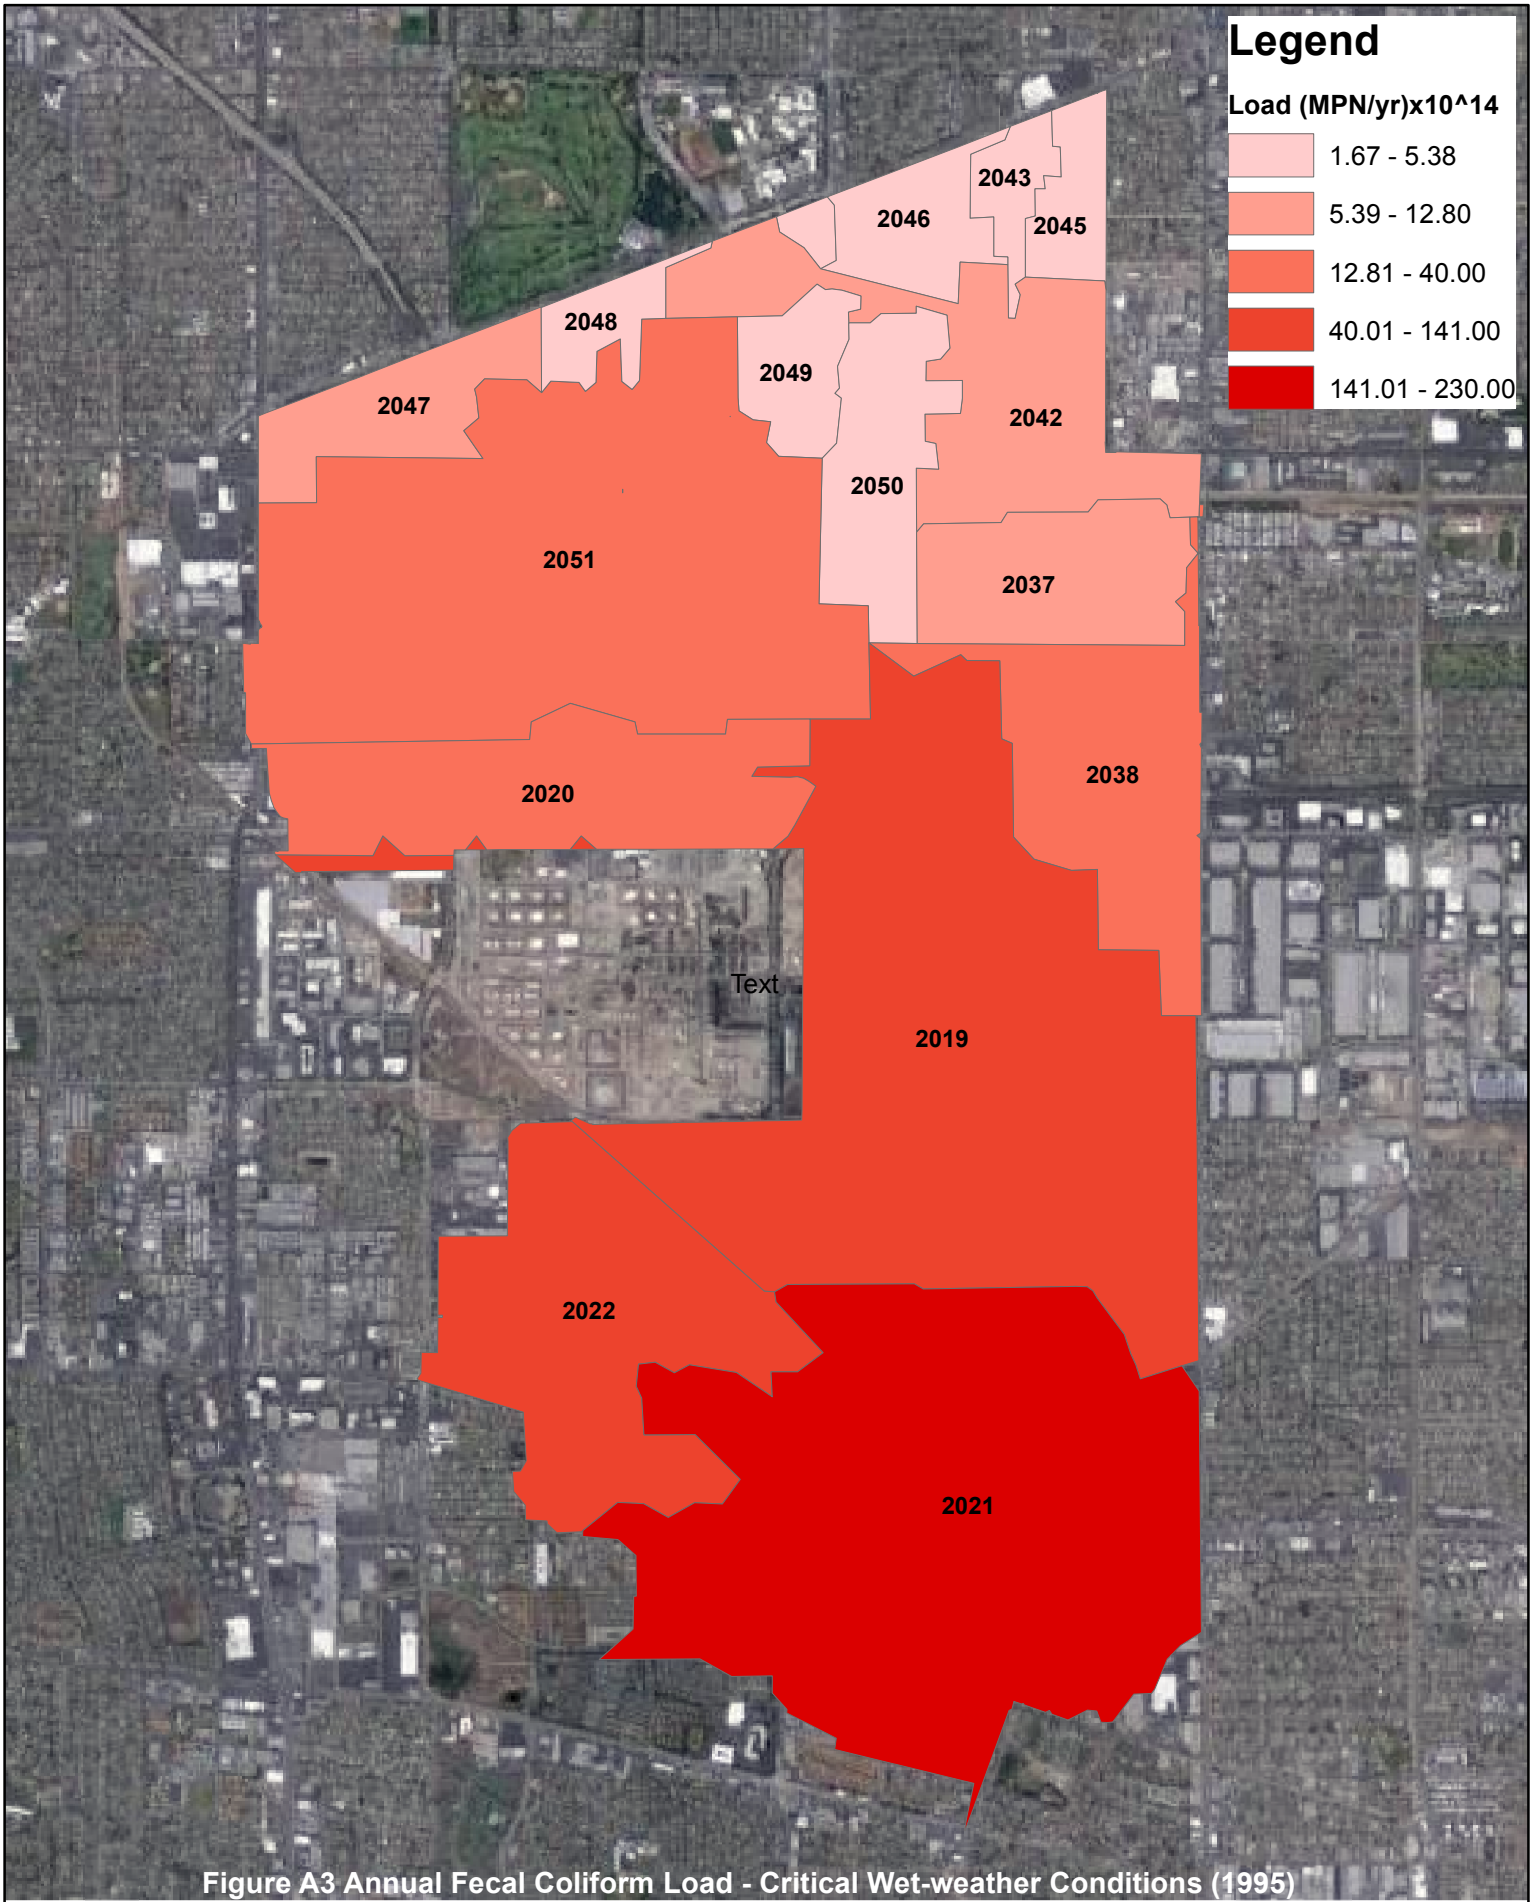 Legend
Load (MPN/yr)x10^14
1.67 - 5.38
5.39 - 12.80
12.81 - 40.00
40.01 - 141.00
141.01 - 230.00
2043
2046
2045
2048
2049
2047
2042
2050
2051
2037
2038
2020
Text
2019
2022
2021
Figure A3 Annual Fecal Coliform Load - Critical Wet-weather Conditions (1995)